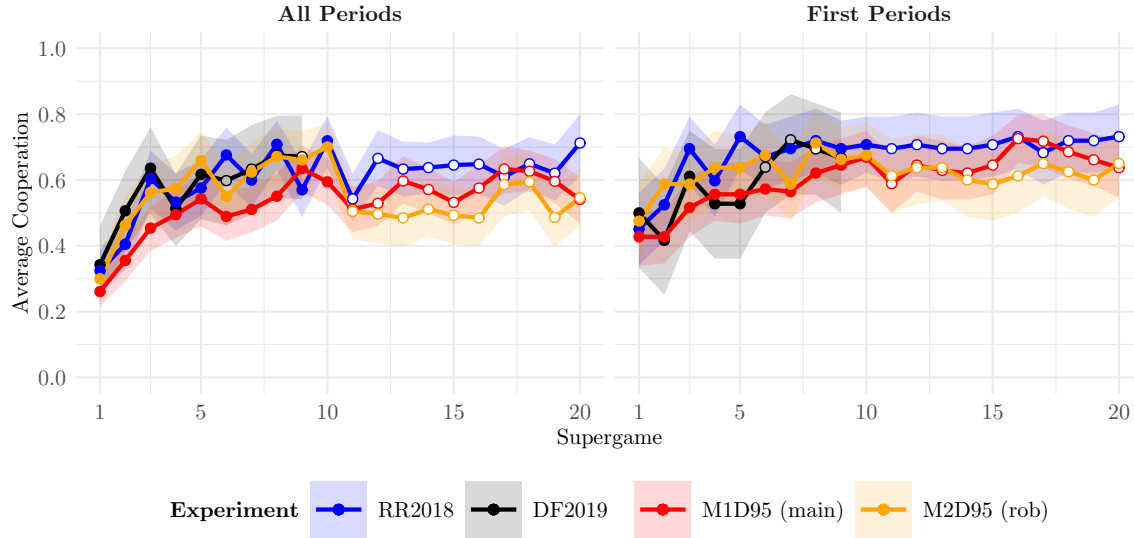 All Periods First Periods
1.0
0.8
0.6
0.4
0.2
0.0
Average Cooperation
1 5 10 15 20 1 5 10 15 20
Supergame
Experiment RR2018 DF2019 M1D95 (main) M2D95 (rob)